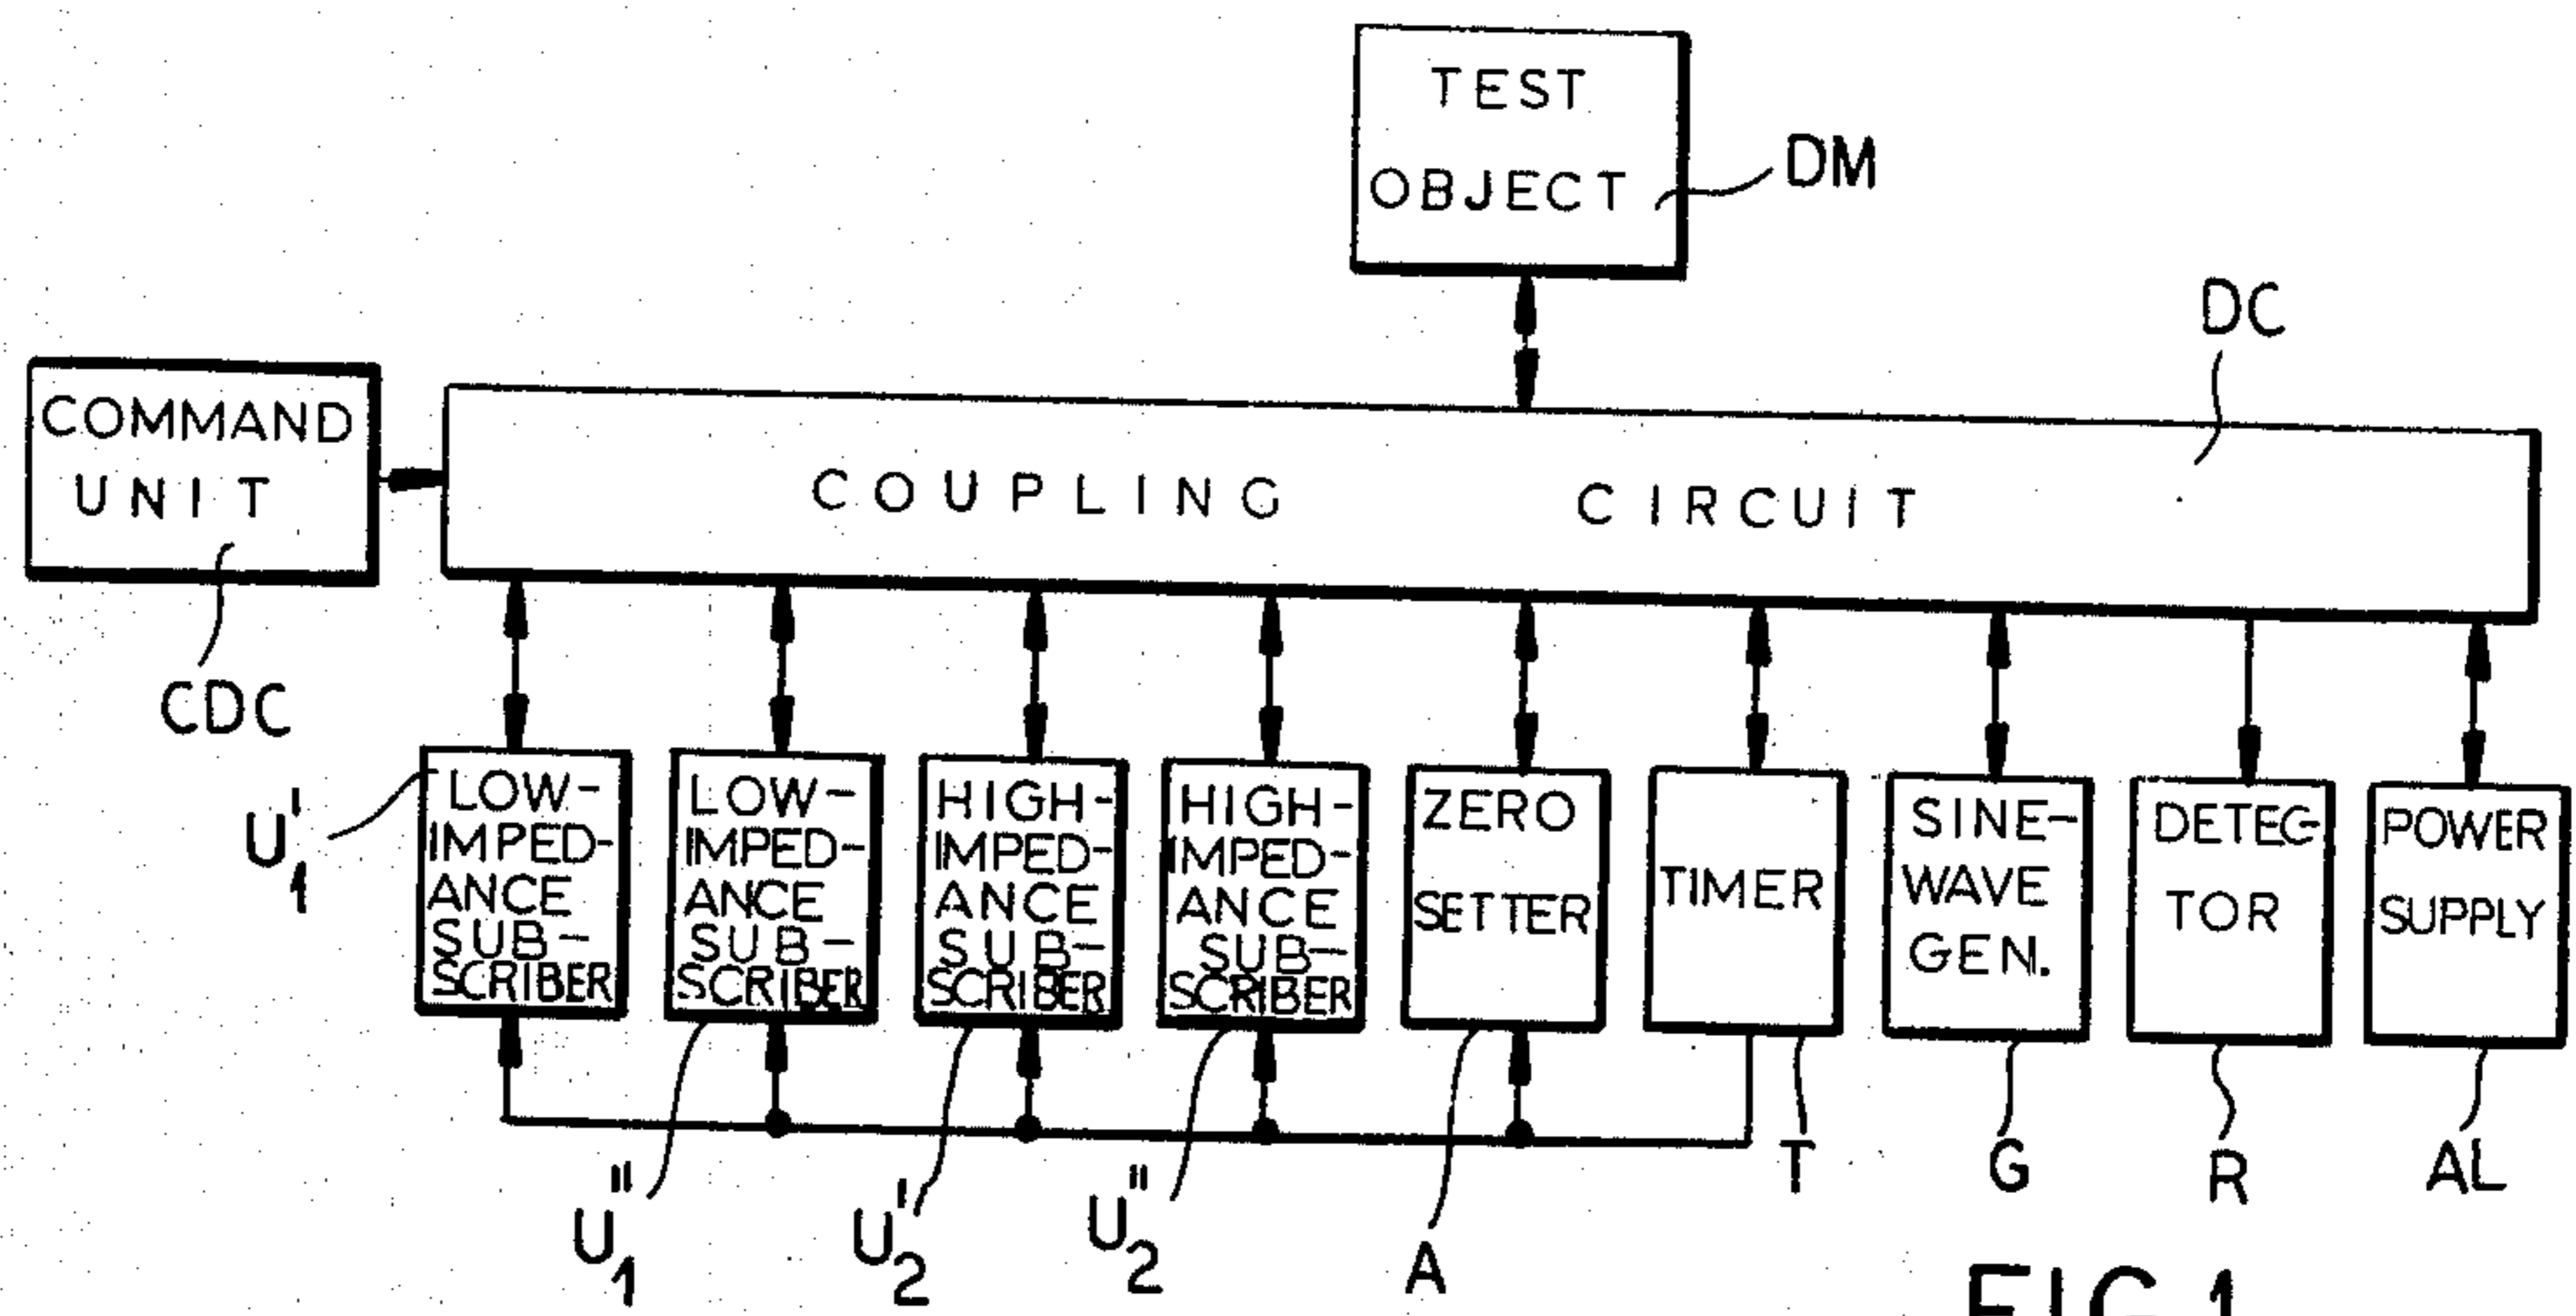 TEST
OBJECT
DM
DC
COMMAND
UNIT
COUPLING CIRCUIT
CDC
U'1
LOW-
IMPED-
ANCE
SUB-
SCRIBER
LOW-
IMPED-
ANCE
SUB-
SCRIBER
HIGH-
IMPED-
ANCE
SUB-
SCRIBER
HIGH-
IMPED-
ANCE
SUB-
SCRIBER
ZERO
SETTER
TIMER
SINE-
WAVE
GEN.
DETEC-
TOR
POWER
SUPPLY
U"1
U'2
U"2
A
T
G
R
AL
FIG.1